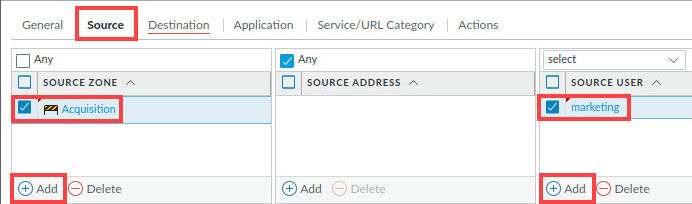 General Source Destination Application Service/URL Category Actions
Any Any select
SOURCE ZONE SOURCE ADDRESS SOURCE USER
Acquisition marketing
Add Delete Add Delete Add Delete